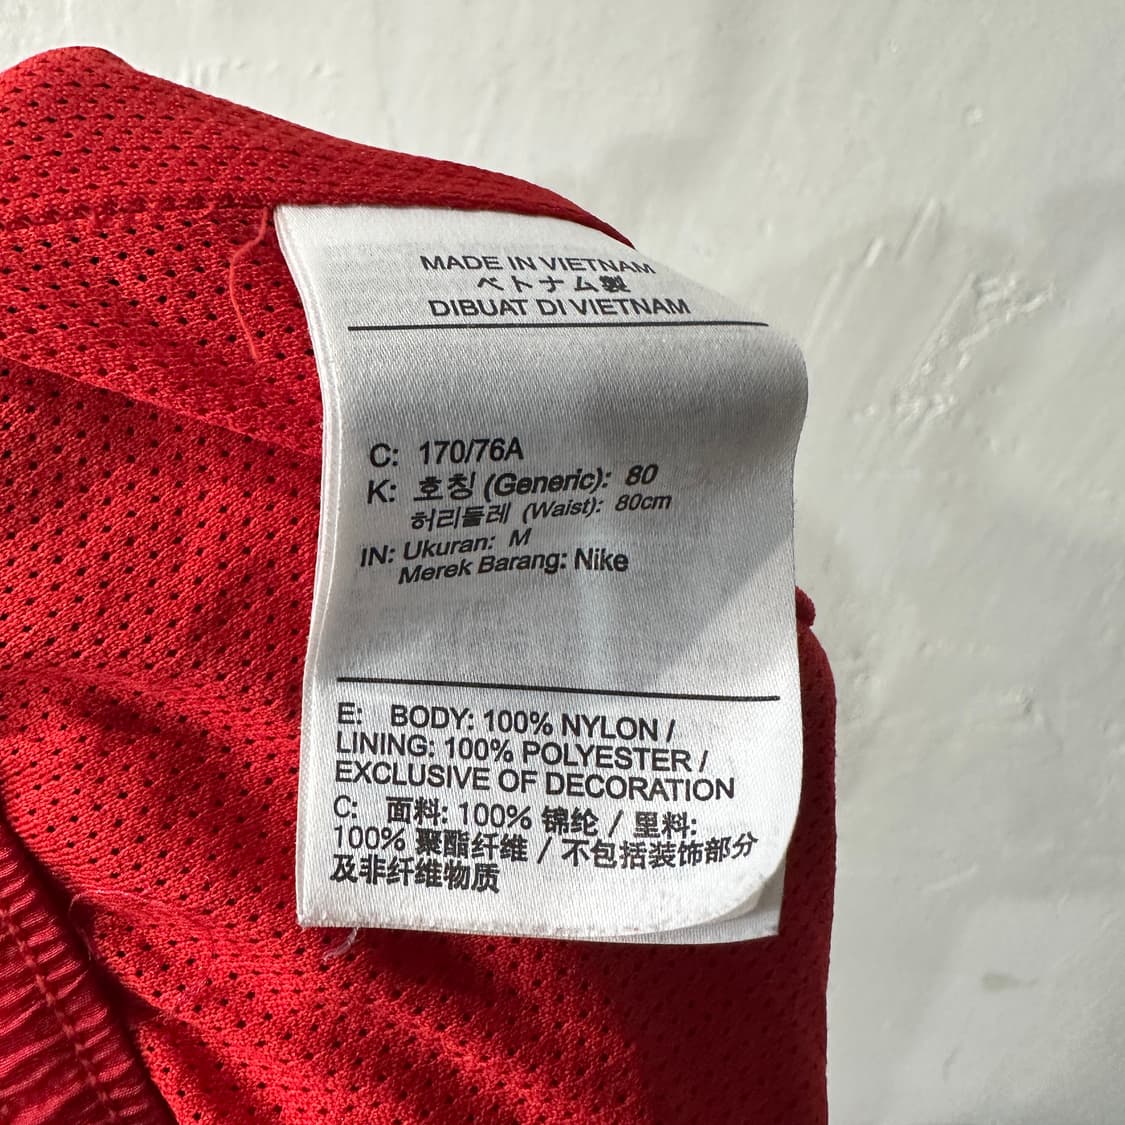 MADE IN VIETNAM
ベトナム製
DIBUAT DI VIETNAM
C: 170/76A
K: 호칭 (Generic): 80
허리둘레 (Waist): 80cm
IN: Ukuran: M
Merek Barang: Nike
E: BODY: 100% NYLON /
LINING: 100% POLYESTER /
EXCLUSIVE OF DECORATION
C: 面料: 100% 锦纶 / 里料:
100% 聚酯纤维 / 不包括装饰部分
及非纤维物质